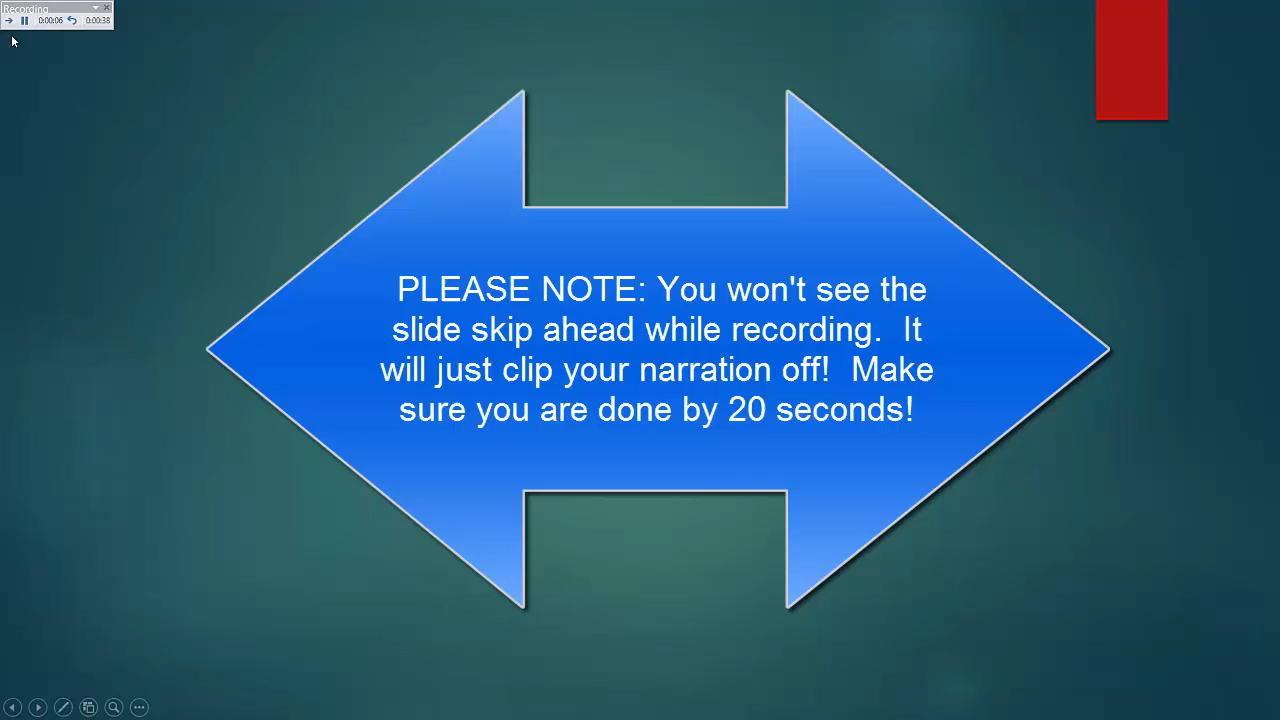 Recording
0:00:06 0:00:38
PLEASE NOTE: You won't see the
slide skip ahead while recording.  It
will just clip your narration off!  Make
sure you are done by 20 seconds!